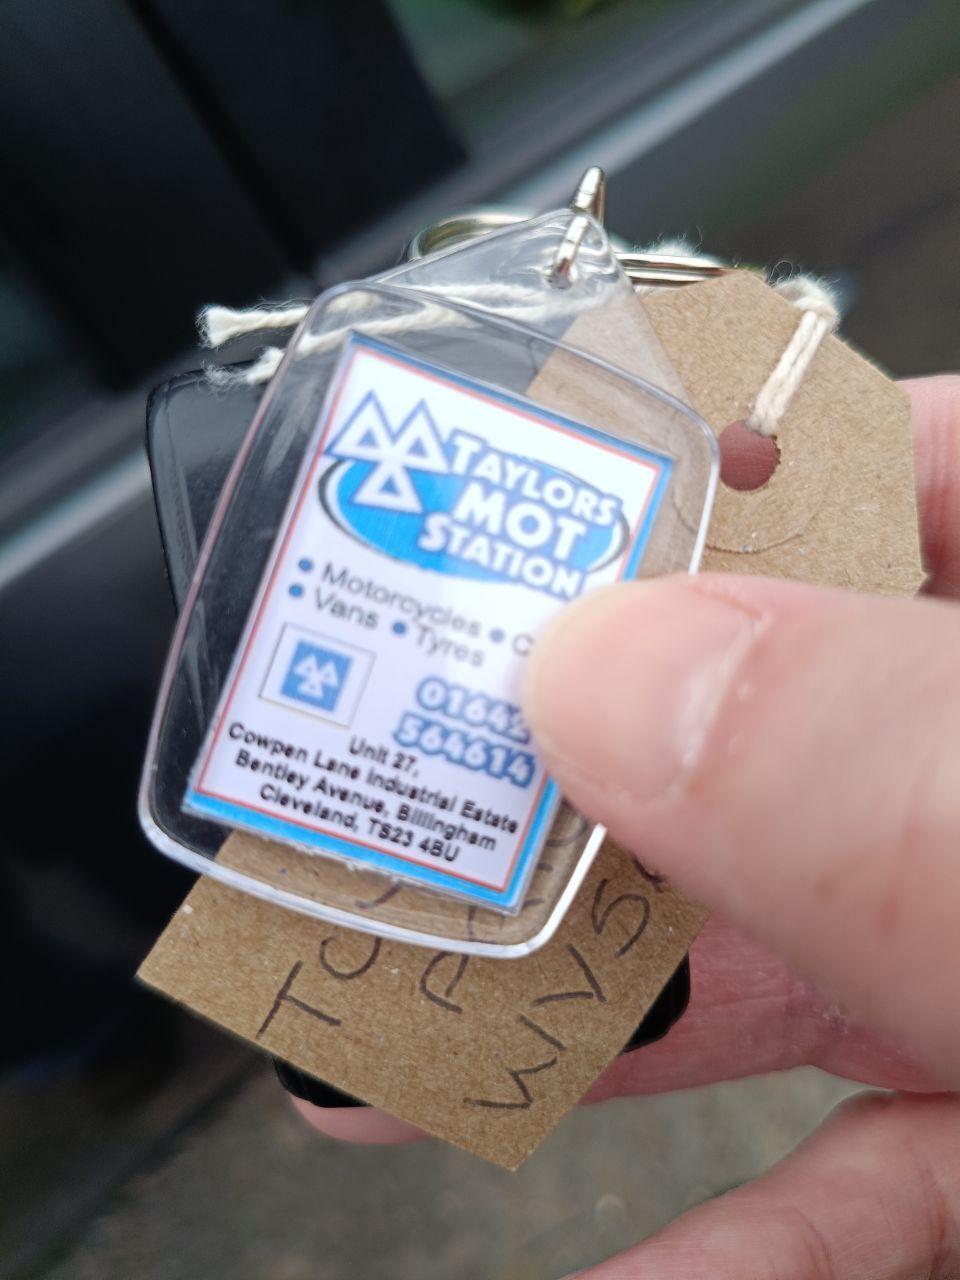 TAYLORS
MOT
STATION
• Motorcycles •
• Vans • Tyres
01642
564614
Unit 27,
Cowpen Lane Industrial Estate
Bentley Avenue, Billingham
Cleveland, TS23 4BU